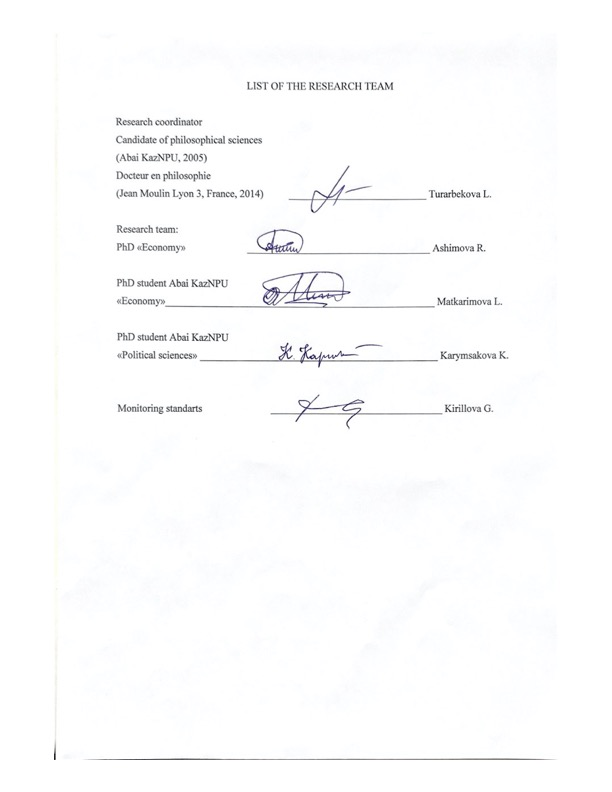 LIST OF THE RESEARCH TEAM
Research coordinator
Candidate of philosophical sciences
(Abai KazNPU, 2005)
Docteur en philosophie
(Jean Moulin Lyon 3, France, 2014) Turarbekova L.
Research team:
PhD «Economy» Ashimova R.
PhD student Abai KazNPU
«Economy» Matkarimova L.
PhD student Abai KazNPU
«Political sciences» Karymsakova K.
Monitoring standarts Kirillova G.